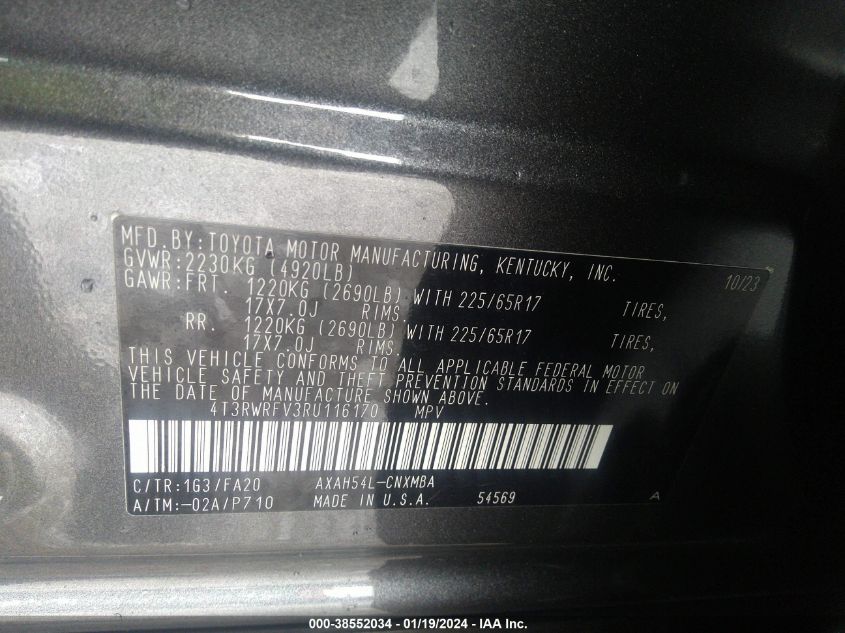 MFD.BY:TOYOTA MOTOR MANUFACTURING, KENTUCKY, INC.
GVWR:2230KG (4920LB) 10/23
GAWR:FRT. 1220KG (2690LB) WITH 225/65R17 TIRES,
17X7.0J RIMS.
RR. 1220KG (2690LB) WITH 225/65R17 TIRES,
17X7.0J RIMS.
THIS VEHICLE CONFORMS TO ALL APPLICABLE FEDERAL MOTOR
VEHICLE SAFETY AND THEFT PREVENTION STANDARDS IN EFFECT ON
THE DATE OF MANUFACTURE SHOWN ABOVE.
4T3RWRFV3RU116170 MPV
C/TR:1G3/FA20 AXAH54L-CNXMBA
A/TM:-02A/P710 MADE IN U.S.A. 54569 A
000-38552034 - 01/19/2024 - IAA Inc.